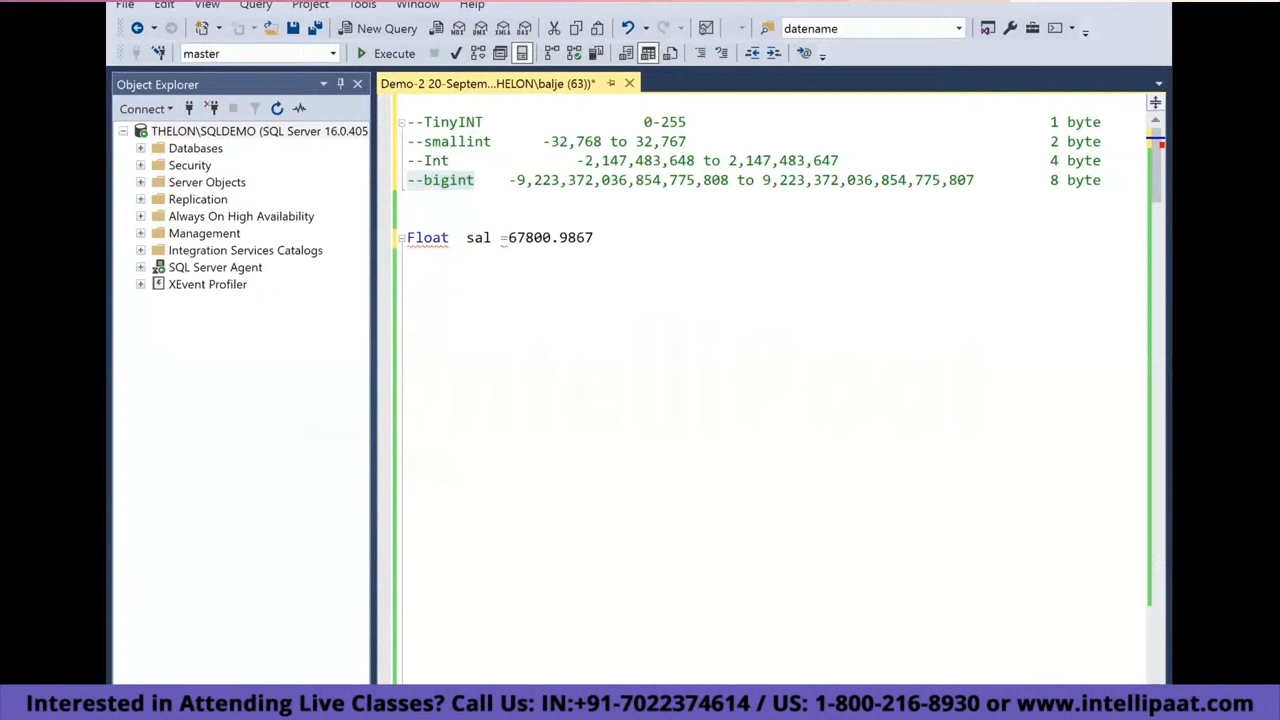 File Edit View Query Project Tools Window Help
New Query MDX DMX XMLA DAX datename
master Execute
Object Explorer
Demo-2 20-Septem...HELON\balje (63))*
Connect
THELON\SQLDEMO (SQL Server 16.0.405
Databases
Security
Server Objects
Replication
Always On High Availability
Management
Integration Services Catalogs
SQL Server Agent
XEvent Profiler
--TinyINT 0-255 1 byte
--smallint -32,768 to 32,767 2 byte
--Int -2,147,483,648 to 2,147,483,647 4 byte
--bigint -9,223,372,036,854,775,808 to 9,223,372,036,854,775,807 8 byte
Float sal =67800.9867
intelliPaat
Interested in Attending Live Classes? Call Us: IN:+91-7022374614 / US: 1-800-216-8930 or www.intellipaat.com